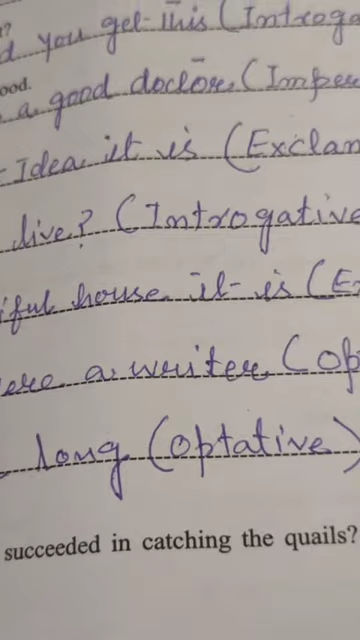 ?
d you get this (Introga
ood.
a good doctor. (Impe
Idea it is (Exclam
live? (Introgative
iful house it is (E
ere a writer (Op
long (optative)
succeeded in catching the quails?